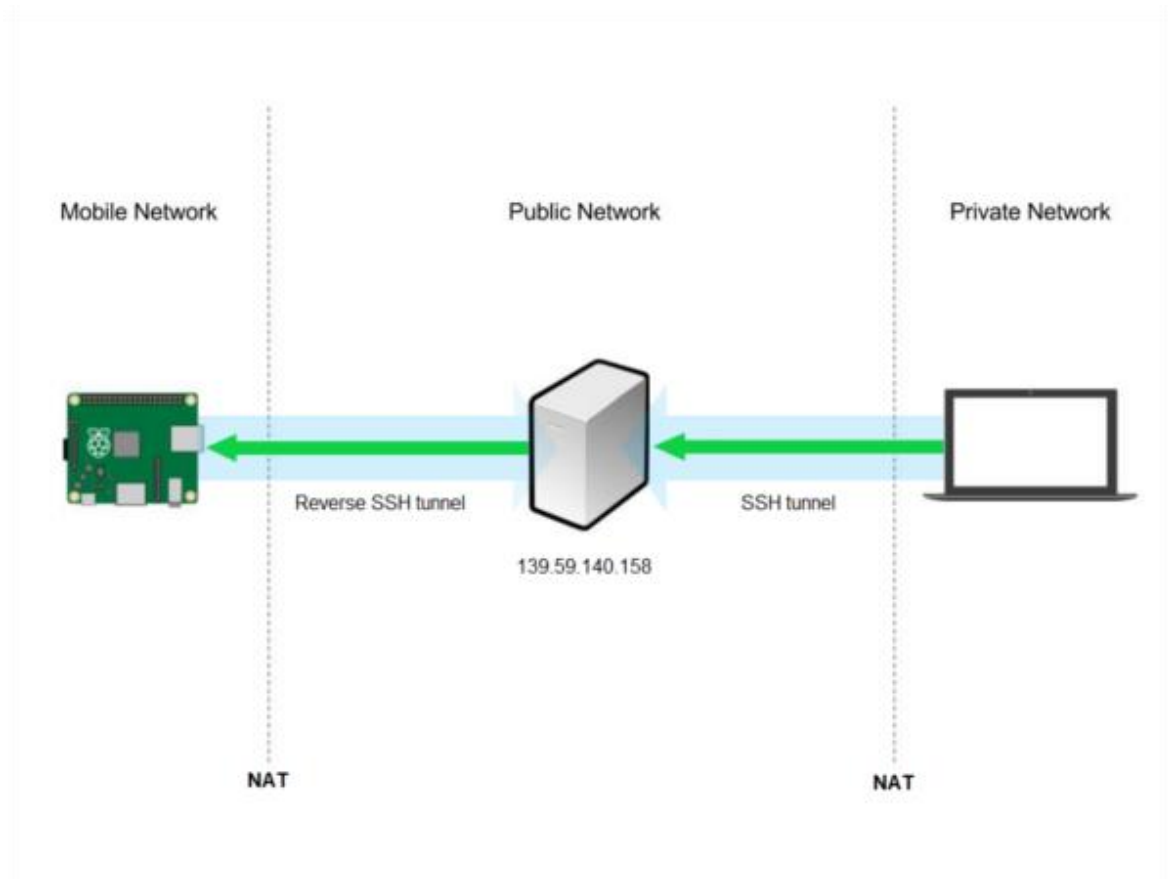 Mobile Network
Public Network
Private Network
Reverse SSH tunnel
SSH tunnel
139.59.140.158
NAT
NAT